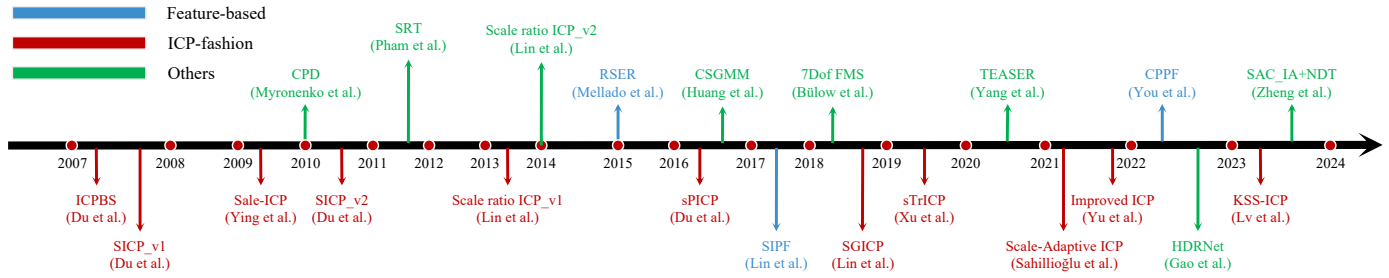 Feature-based
ICP-fashion
Others
CPD
(Myronenko et al.)
SRT
(Pham et al.)
Scale ratio ICP_v2
(Lin et al.)
RSER
(Mellado et al.)
CSGMM
(Huang et al.)
7Dof FMS
(Bülow et al.)
TEASER
(Yang et al.)
CPPF
(You et al.)
SAC_IA+NDT
(Zheng et al.)
2007 2008 2009 2010 2011 2012 2013 2014 2015 2016 2017 2018 2019 2020 2021 2022 2023 2024
ICPBS
(Du et al.)
SICP_v1
(Du et al.)
Sale-ICP
(Ying et al.)
SICP_v2
(Du et al.)
Scale ratio ICP_v1
(Lin et al.)
sPICP
(Du et al.)
SIPF
(Lin et al.)
SGICP
(Lin et al.)
sTrICP
(Xu et al.)
Scale-Adaptive ICP
(Sahillioğlu et al.)
Improved ICP
(Yu et al.)
HDRNet
(Gao et al.)
KSS-ICP
(Lv et al.)